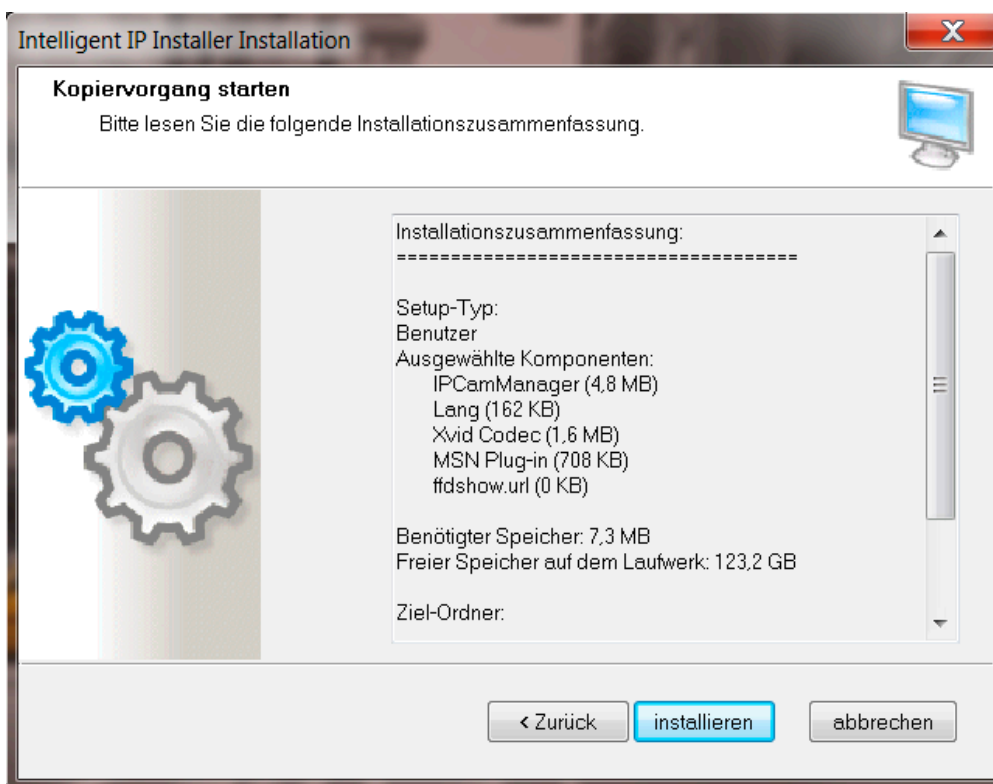 Intelligent IP Installer Installation
X
Kopiervorgang starten
Bitte lesen Sie die folgende Installationszusammenfassung.
Installationszusammenfassung:
=====================================
Setup-Typ:
Benutzer
Ausgewählte Komponenten:
IPCamManager (4,8 MB)
Lang (162 KB)
Xvid Codec (1,6 MB)
MSN Plug-in (708 KB)
ffdshow.url (0 KB)
Benötigter Speicher: 7,3 MB
Freier Speicher auf dem Laufwerk: 123,2 GB
Ziel-Ordner:
< Zurück
installieren
abbrechen